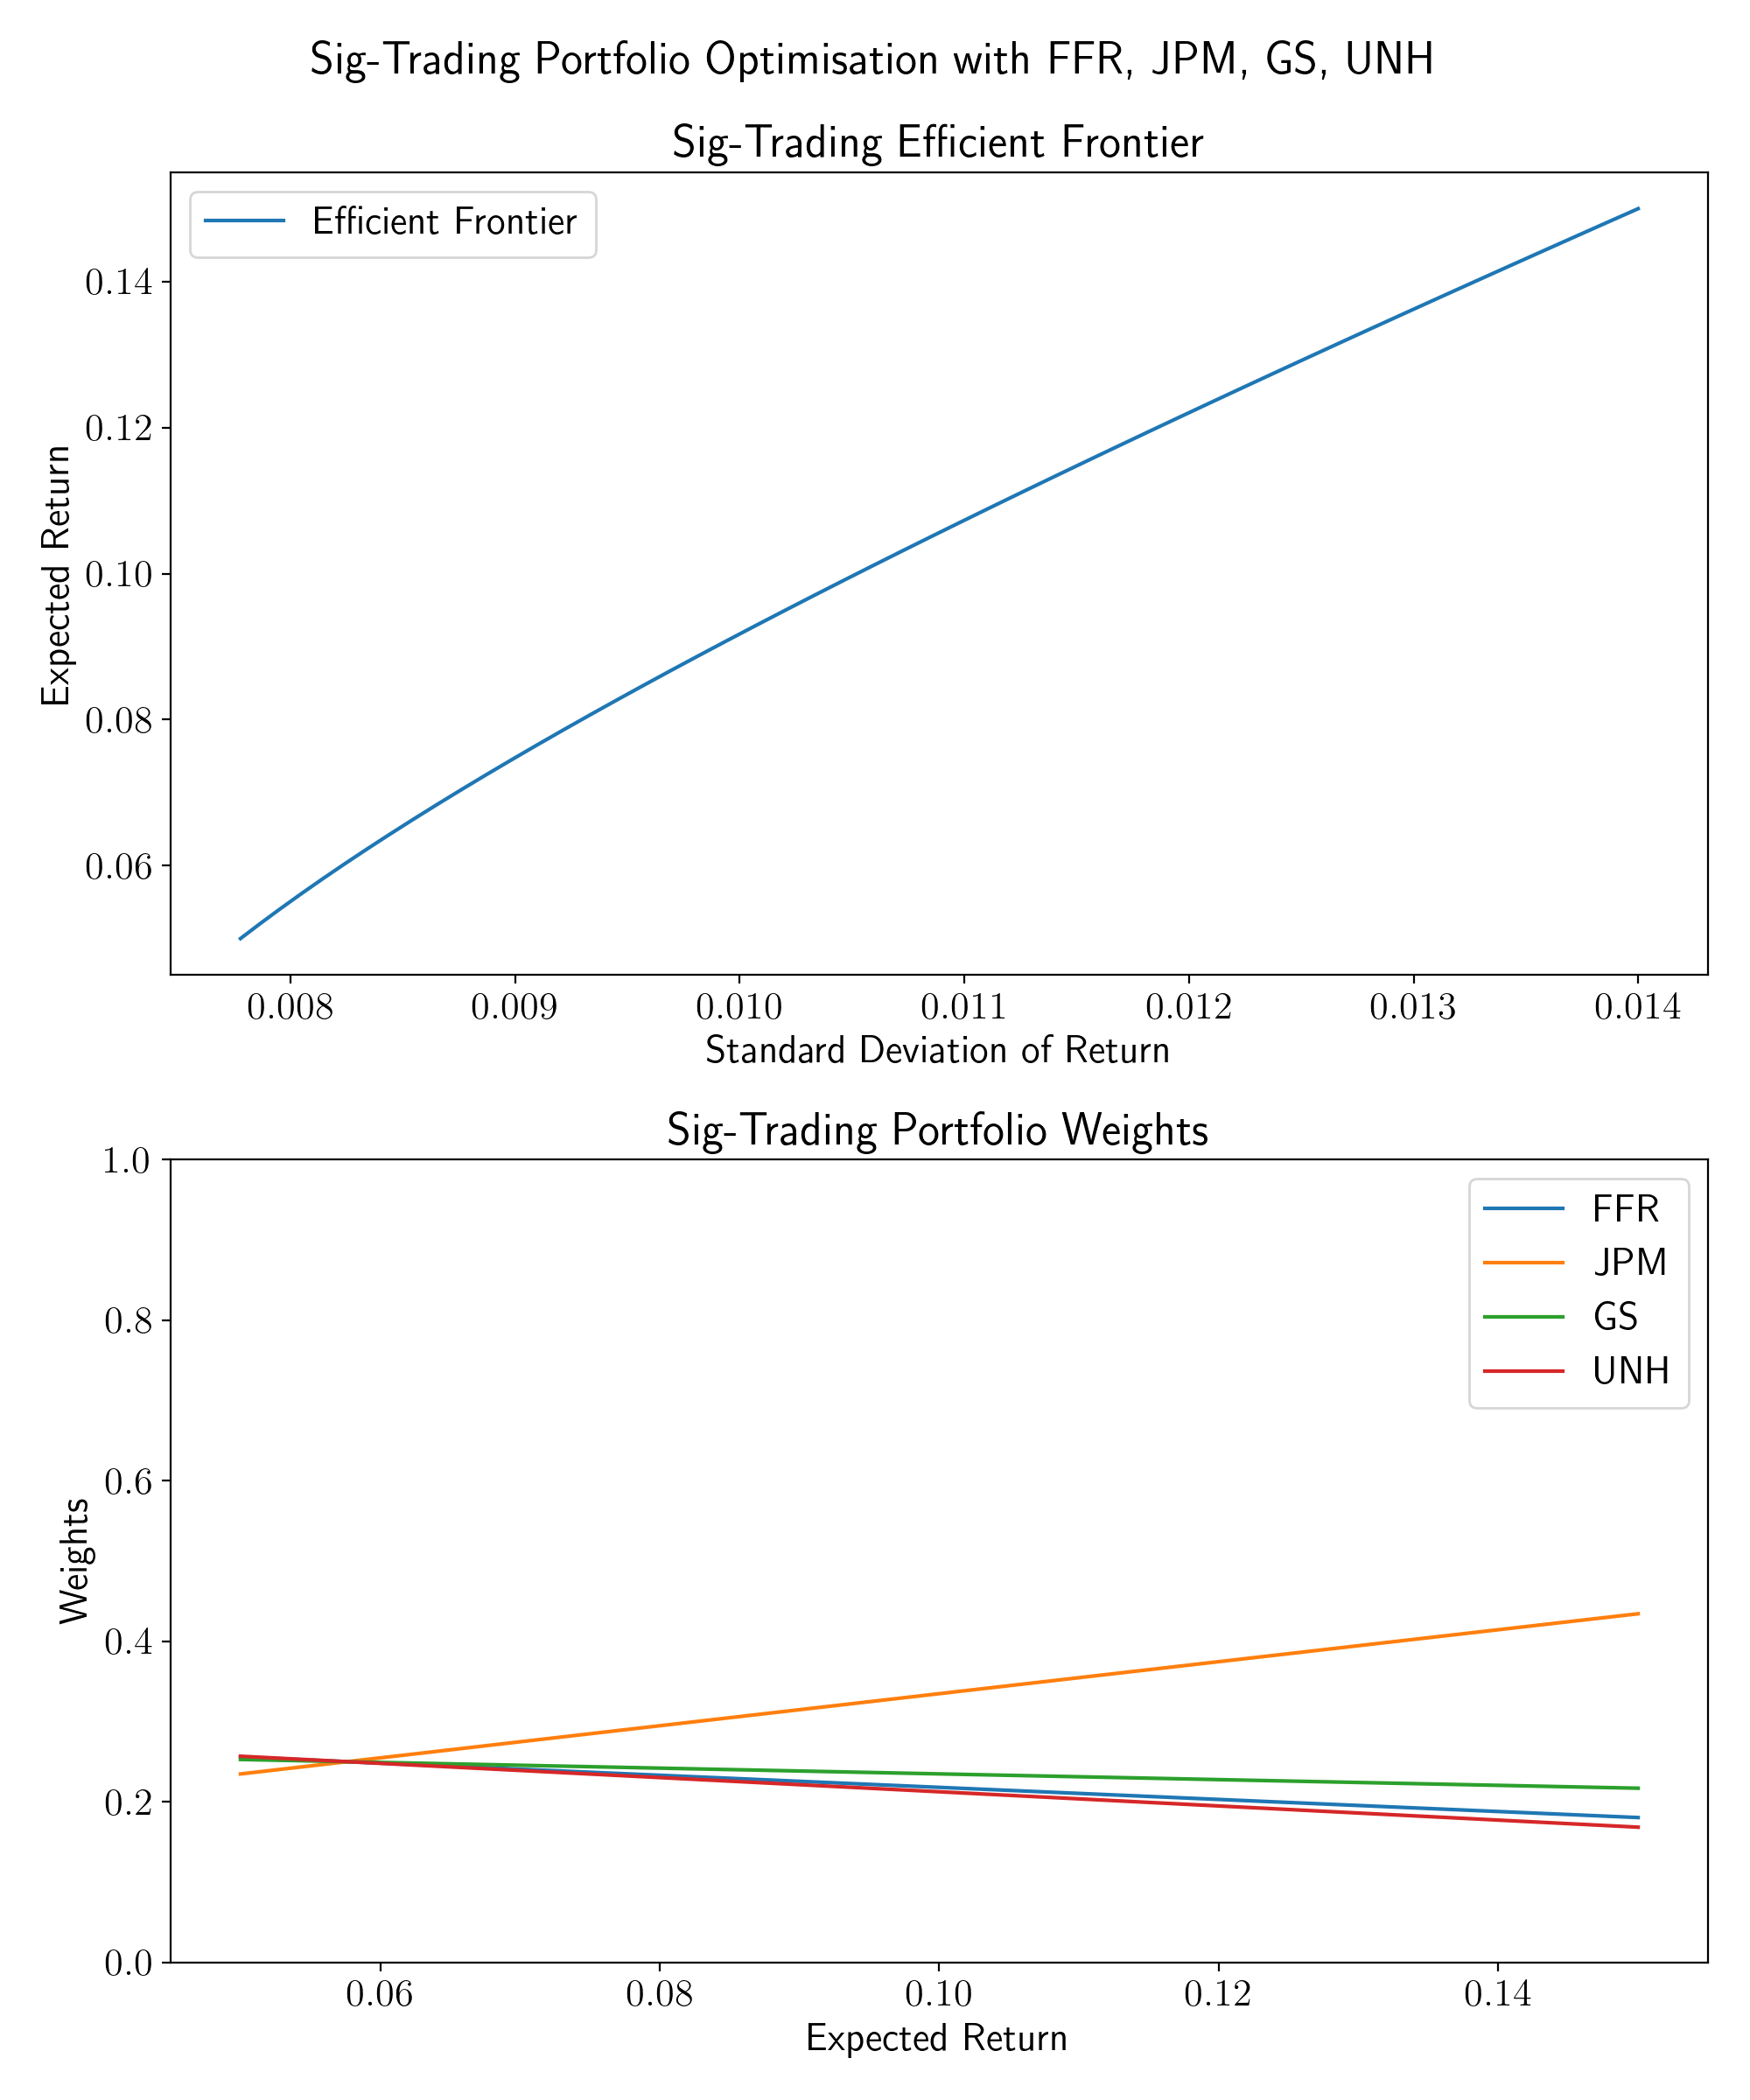 Sig-Trading Portfolio Optimisation with FFR, JPM, GS, UNH
Sig-Trading Efficient Frontier
Efficient Frontier
0.14
0.12
0.10
0.08
0.06
Expected Return
0.008 0.009 0.010 0.011 0.012 0.013 0.014
Standard Deviation of Return
Sig-Trading Portfolio Weights
1.0
0.8
0.6
0.4
0.2
0.0
Weights
FFR
JPM
GS
UNH
0.06 0.08 0.10 0.12 0.14
Expected Return